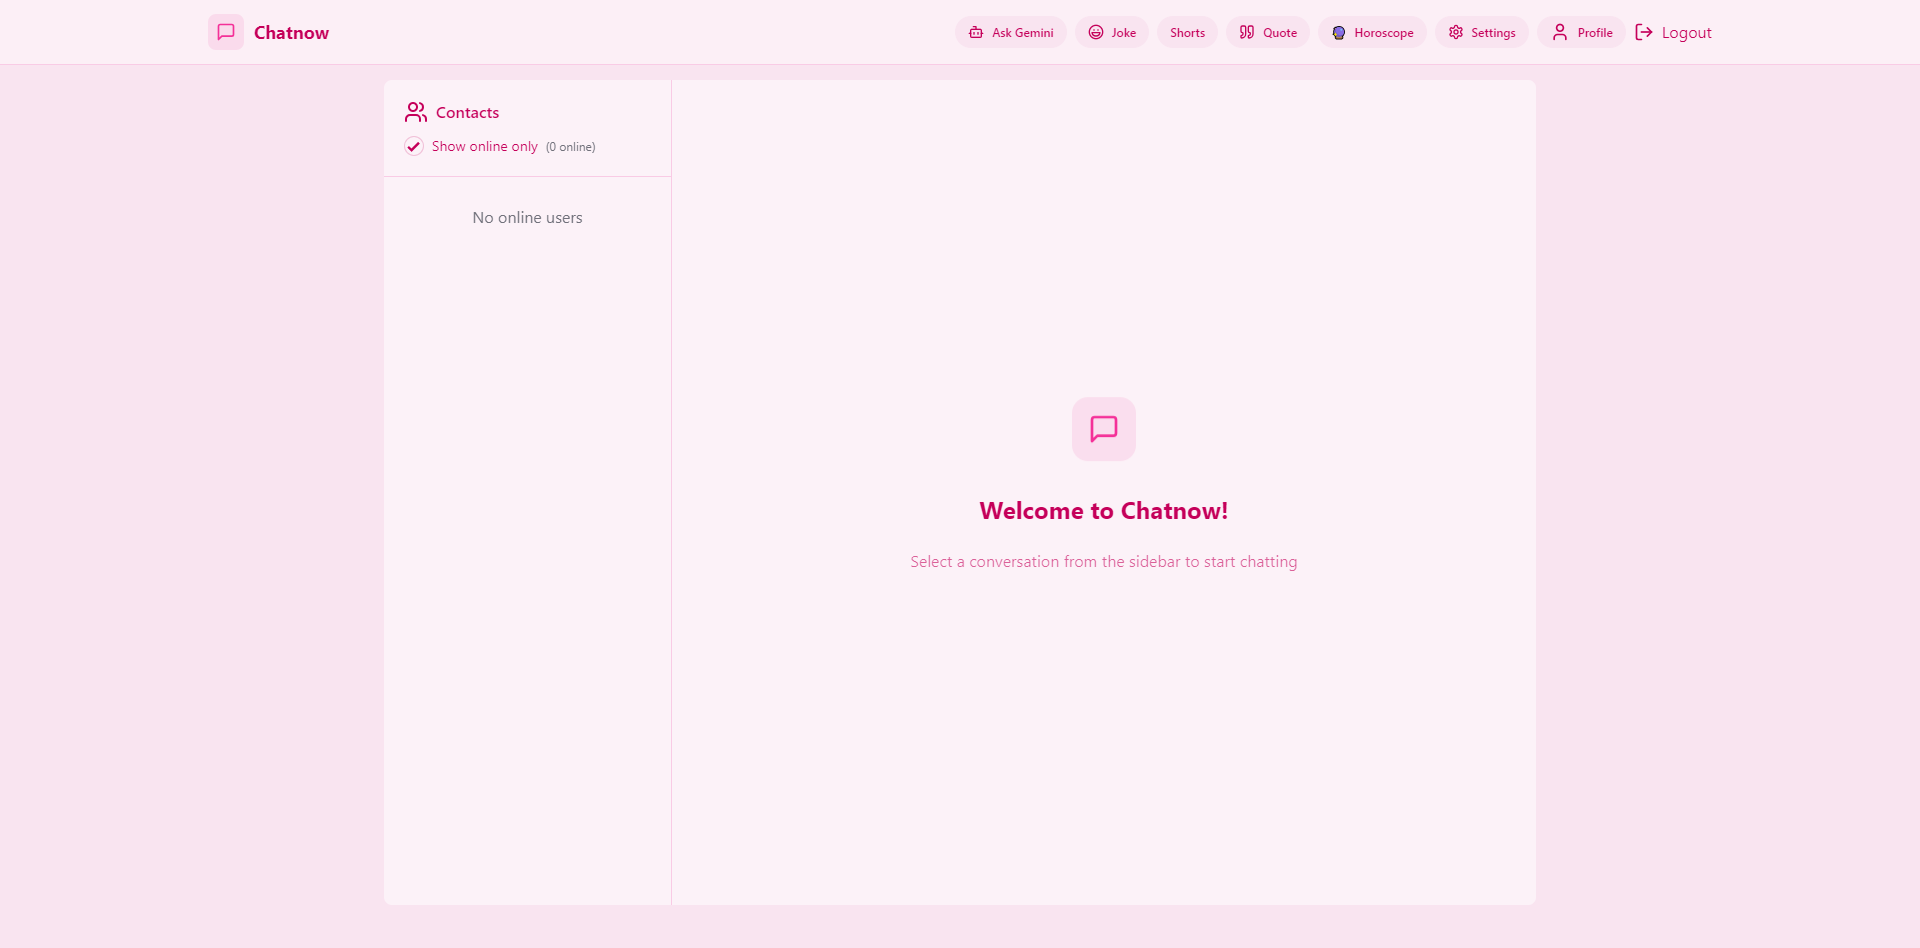 Chatnow
Ask Gemini
Joke
Shorts
Quote
Horoscope
Settings
Profile
Logout
Contacts
Show online only (0 online)
No online users
Welcome to Chatnow!
Select a conversation from the sidebar to start chatting